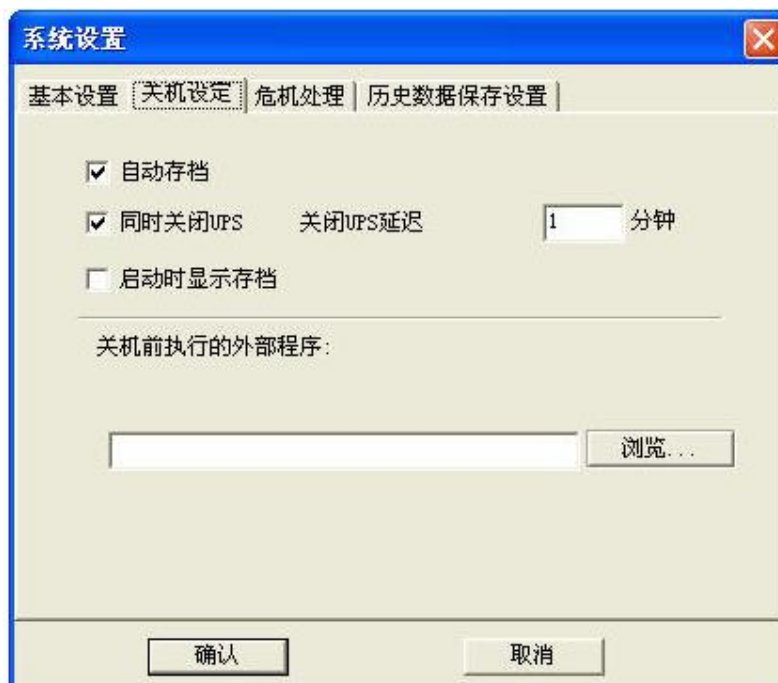 系统设置
基本设置 关机设定 危机处理 历史数据保存设置
自动存档
同时关闭UPS 关闭UPS延迟 1 分钟
启动时显示存档
关机前执行的外部程序:
浏览...
确认 取消